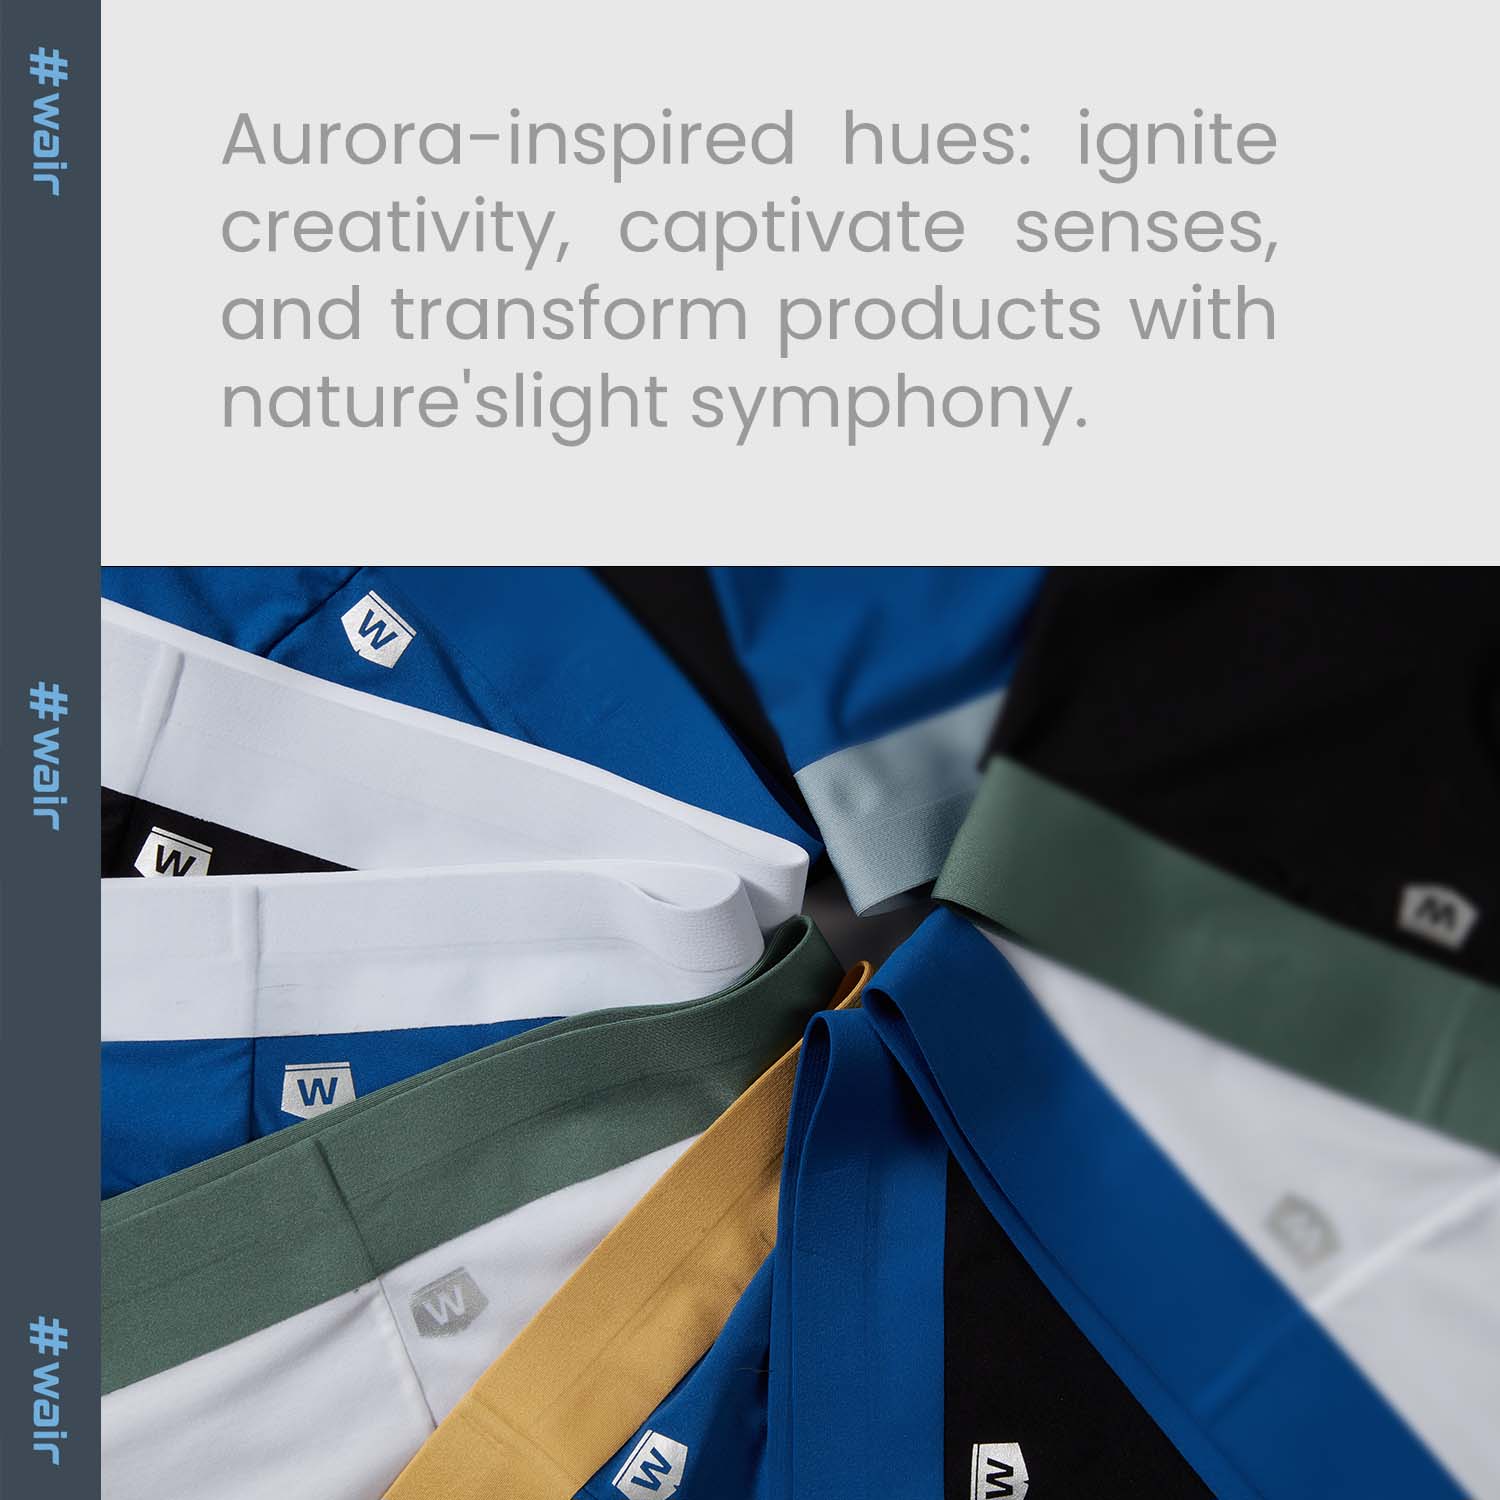 #wair
#wair
#wair
Aurora-inspired hues: ignite
creativity, captivate senses,
and transform products with
nature'slight symphony.
W
W
W
W
W
W
W
W